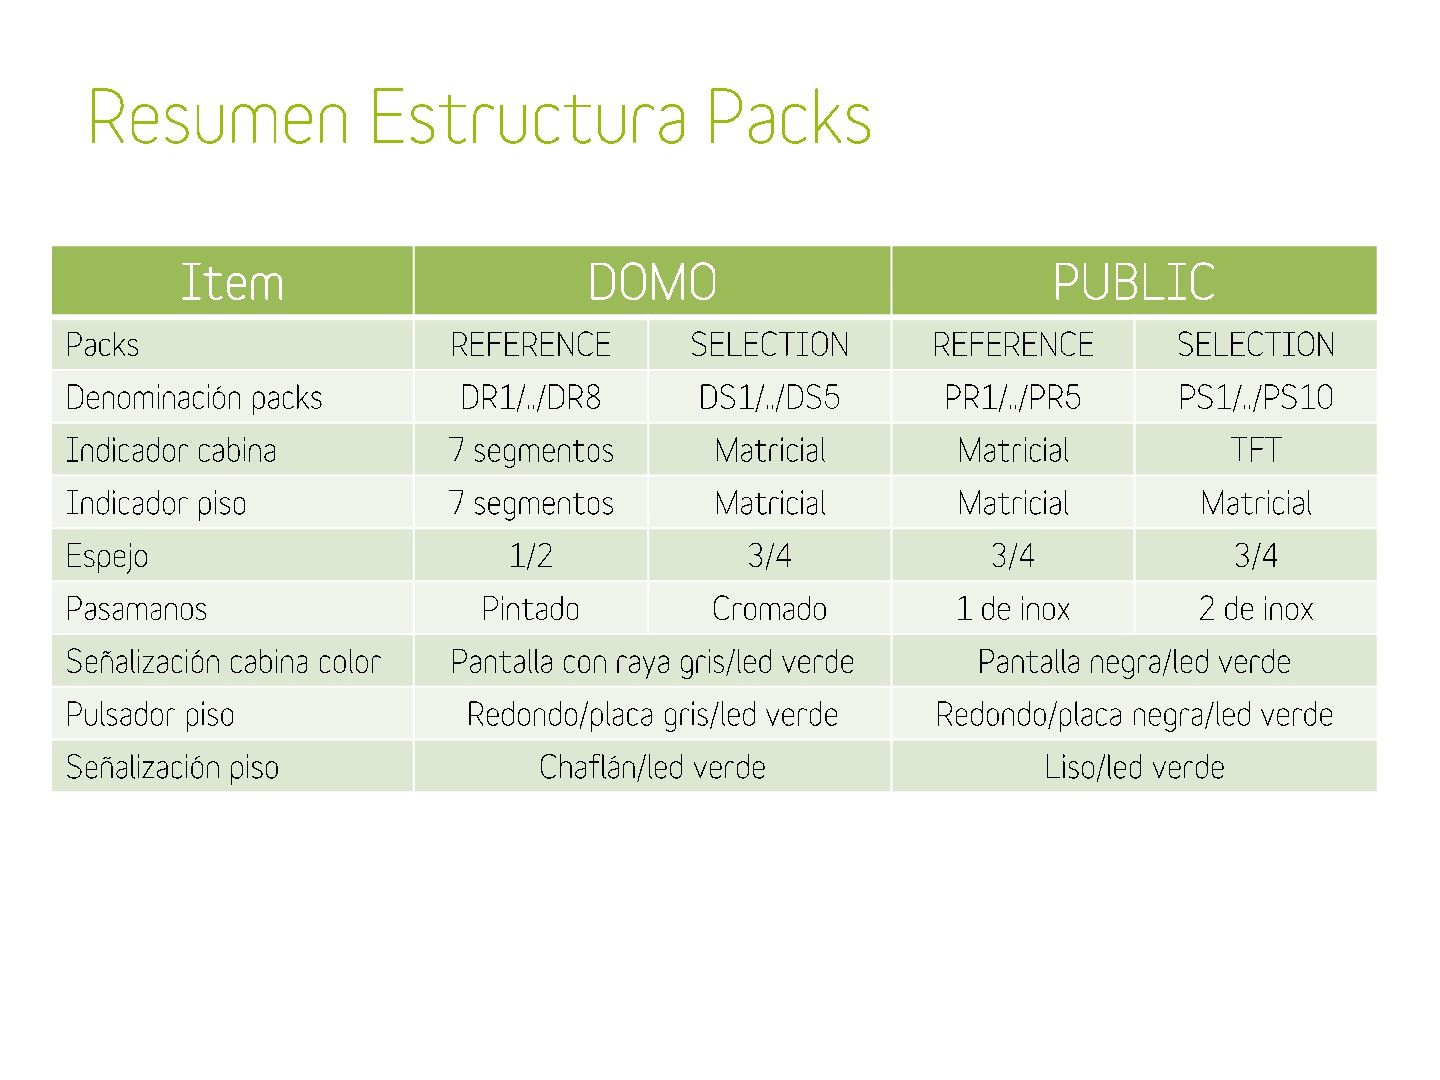 Resumen Estructura Packs
Item DOMO PUBLIC
Packs REFERENCE SELECTION REFERENCE SELECTION
Denominación packs DR1/../DR8 DS1/../DS5 PR1/../PR5 PS1/../PS10
Indicador cabina 7 segmentos Matricial Matricial TFT
Indicador piso 7 segmentos Matricial Matricial Matricial
Espejo 1/2 3/4 3/4 3/4
Pasamanos Pintado Cromado 1 de inox 2 de inox
Señalización cabina color Pantalla con raya gris/led verde Pantalla negra/led verde
Pulsador piso Redondo/placa gris/led verde Redondo/placa negra/led verde
Señalización piso Chaflán/led verde Liso/led verde